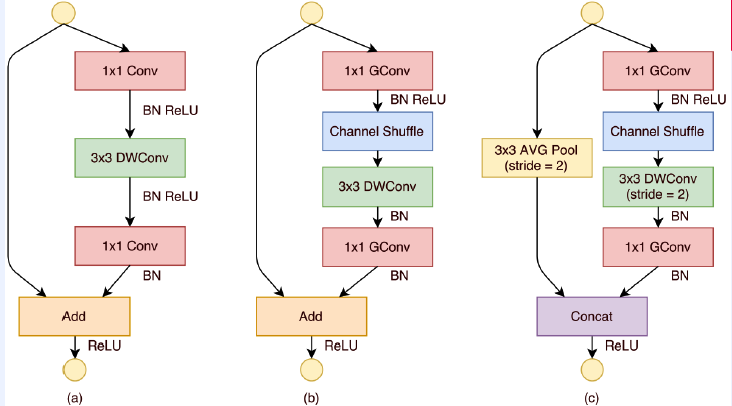 1x1 Conv
BN ReLU
3x3 DWConv
BN ReLU
1x1 Conv
BN
Add
ReLU
(a)
1x1 GConv
BN ReLU
Channel Shuffle
3x3 DWConv
BN
1x1 GConv
BN
Add
ReLU
(b)
3x3 AVG Pool
(stride = 2)
1x1 GConv
BN ReLU
Channel Shuffle
3x3 DWConv
(stride = 2)
BN
1x1 GConv
BN
Concat
ReLU
(c)